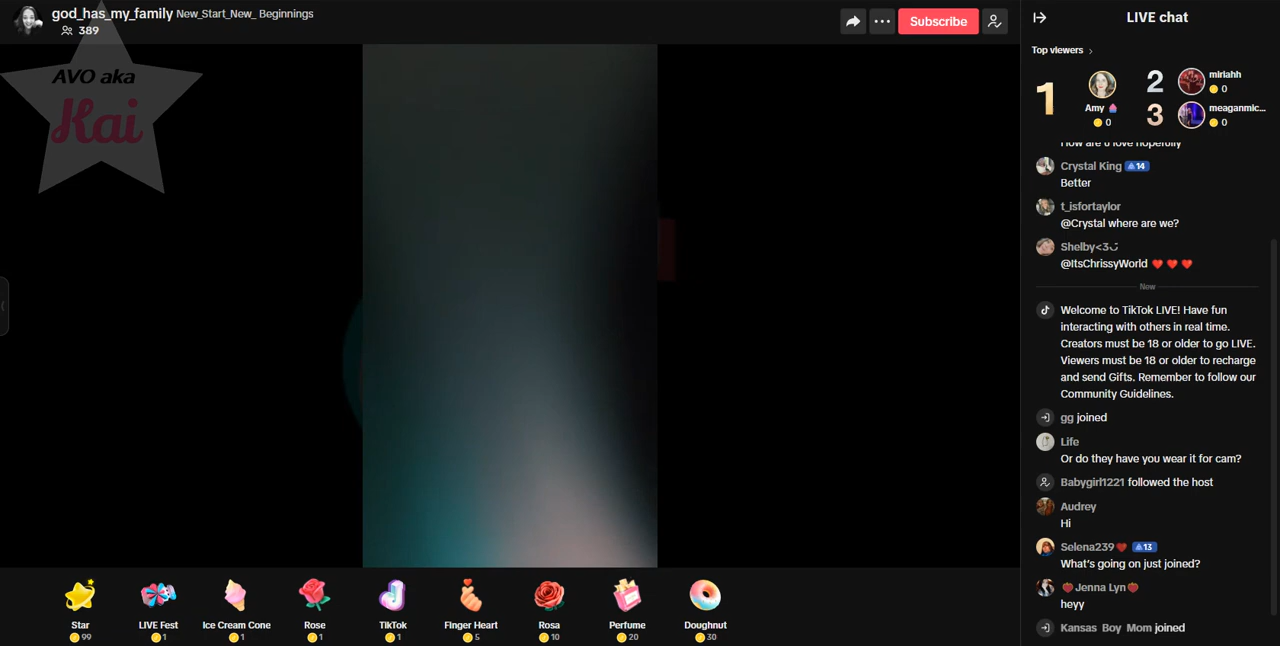 god_has_my_family New_Start_New_ Beginnings
389
Subscribe
AVO aka
Kai
LIVE chat
Top viewers
1
Amy
0
2
mIrIahh
0
3
meaganmic...
0
How are u love hopefully
Crystal King 14
Better
t_isfortaylor
@Crystal where are we?
Shelby<3
@ItsChrissyWorld ❤️ ❤️ ❤️
New
Welcome to TikTok LIVE! Have fun
interacting with others in real time.
Creators must be 18 or older to go LIVE.
Viewers must be 18 or older to recharge
and send Gifts. Remember to follow our
Community Guidelines.
gg joined
Life
Or do they have you wear it for cam?
Babygirl1221 followed the host
Audrey
Hi
Selena239 13
What's going on just joined?
Jenna Lyn
heyy
Kansas Boy Mom joined
Star
99
LIVE Fest
1
Ice Cream Cone
1
Rose
1
TikTok
1
Finger Heart
5
Rosa
10
Perfume
20
Doughnut
30